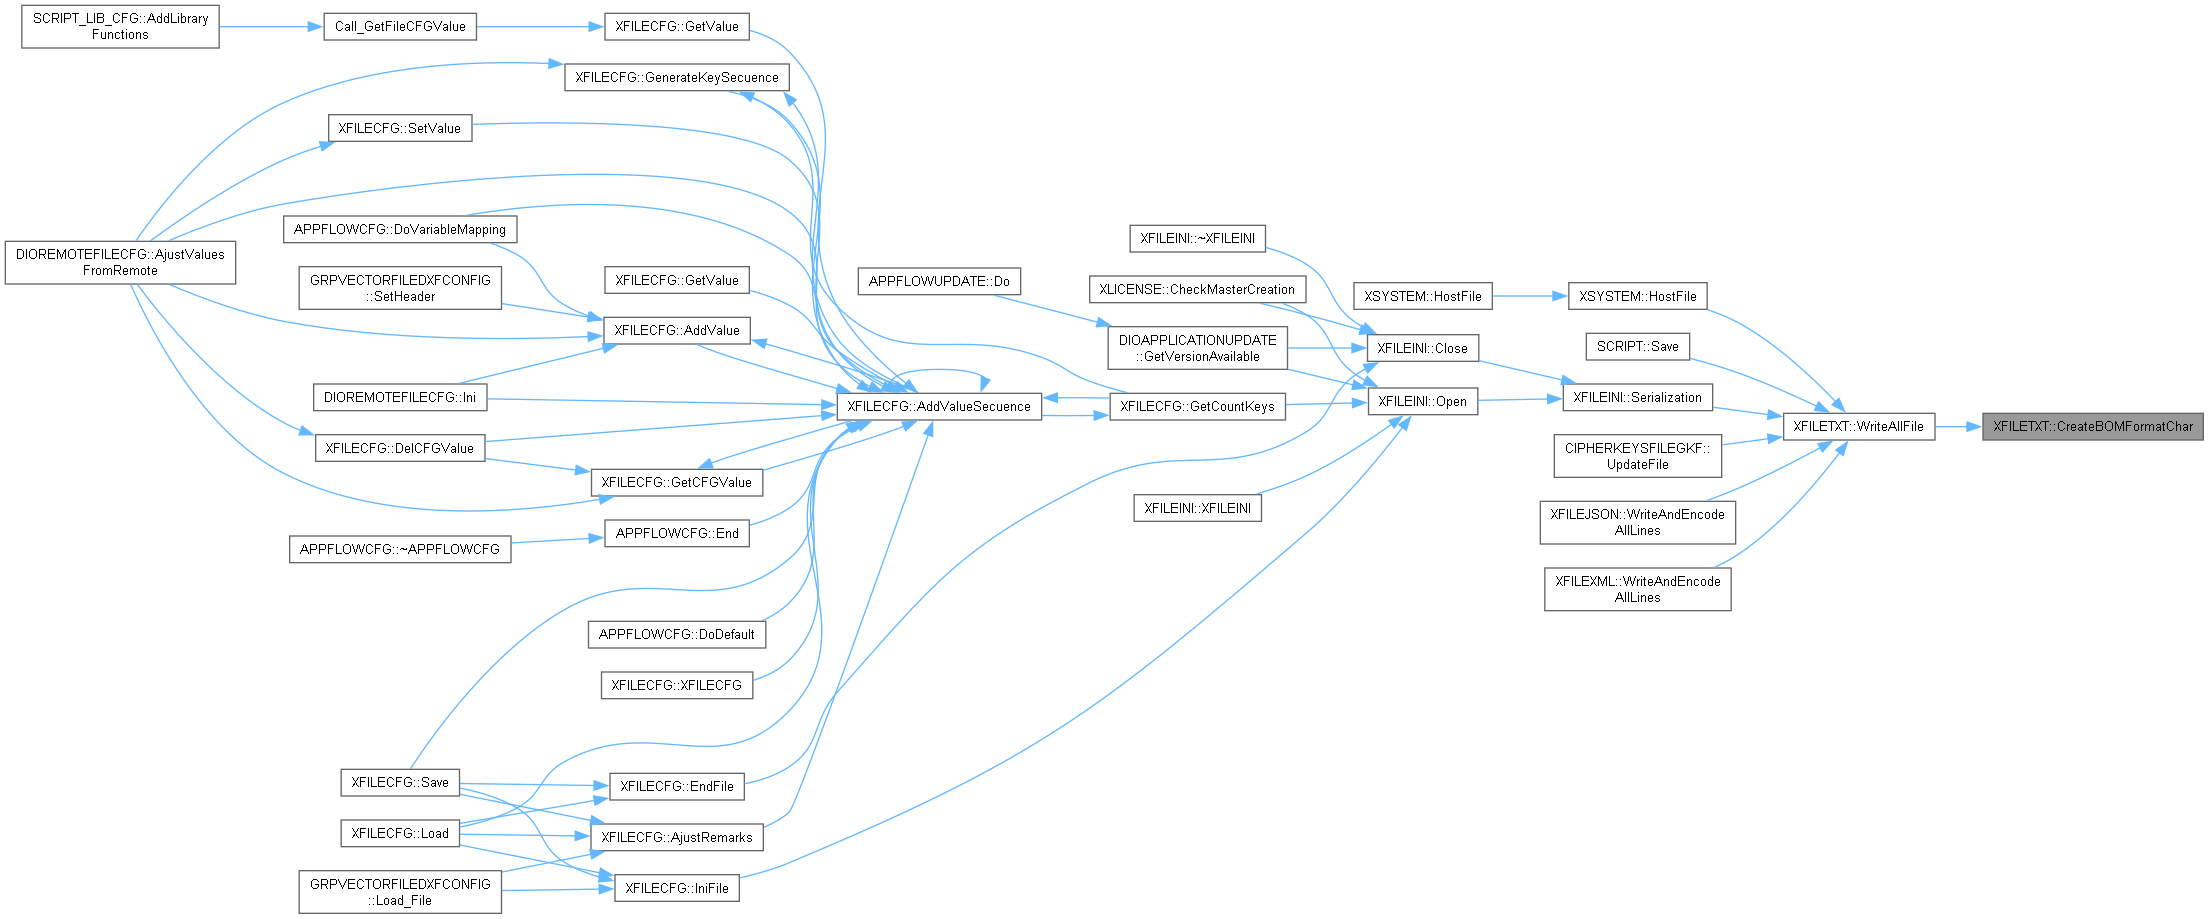 SCRIPT_LIB_CFG::AddLibrary
Functions
Call_GetFileCFGValue
XFILECFG::GetValue
XFILECFG::GenerateKeySecuence
XFILECFG::SetValue
APPFLOWCFG::DoVariableMapping
DIOREMOTEFILECFG::AjustValues
FromRemote
GRPVECTORFILEDXFCONFIG
::SetHeader
XFILECFG::GetValue
XFILECFG::AddValue
DIOREMOTEFILECFG::Ini
XFILECFG::DelCFGValue
XFILECFG::GetCFGValue
APPFLOWCFG::End
APPFLOWCFG::~APPFLOWCFG
APPFLOWCFG::DoDefault
XFILECFG::XFILECFG
XFILECFG::Save
XFILECFG::EndFile
XFILECFG::Load
XFILECFG::AjustRemarks
GRPVECTORFILEDXFCONFIG
::Load_File
XFILECFG::IniFile
XFILECFG::AddValueSecuence
APPFLOWUPDATE::Do
XFILEINI::~XFILEINI
XLICENSE::CheckMasterCreation
DIOAPPLICATIONUPDATE
::GetVersionAvailable
XFILECFG::GetCountKeys
XFILEINI::XFILEINI
XFILEINI::Close
XFILEINI::Open
XSYSTEM::HostFile
XSYSTEM::HostFile
SCRIPT::Save
XFILEINI::Serialization
CIPHERKEYSFILEGKF::
UpdateFile
XFILEJSON::WriteAndEncode
AllLines
XFILEXML::WriteAndEncode
AllLines
XFILETXT::WriteAllFile
XFILETXT::CreateBOMFormatChar